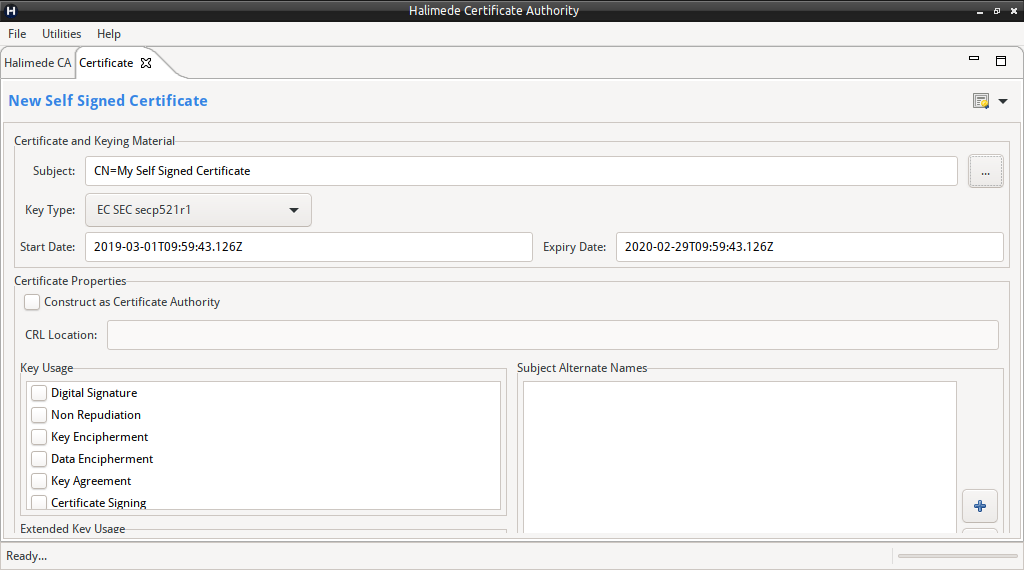 H Halimede Certificate Authority
File Utilities Help
Halimede CA Certificate
New Self Signed Certificate
Certificate and Keying Material
Subject: CN=My Self Signed Certificate ...
Key Type: EC SEC secp521r1
Start Date: 2019-03-01T09:59:43.126Z Expiry Date: 2020-02-29T09:59:43.126Z
Certificate Properties
Construct as Certificate Authority
CRL Location:
Key Usage Subject Alternate Names
Digital Signature
Non Repudiation
Key Encipherment
Data Encipherment
Key Agreement
Certificate Signing
Extended Key Usage
Ready...